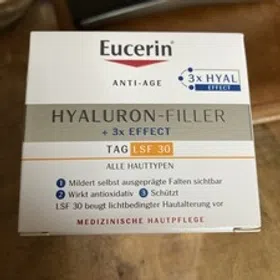 Eucerin®
ANTI-AGE
3x HYAL
EFFECT
HYALURON-FILLER
+ 3x EFFECT
TAG LSF 30
ALLE HAUTTYPEN
1 Mildert selbst ausgeprägte Falten sichtbar
2 Wirkt antioxidativ 3 Schützt
LSF 30 beugt lichtbedingter Hautalterung vor
MEDIZINISCHE HAUTPFLEGE